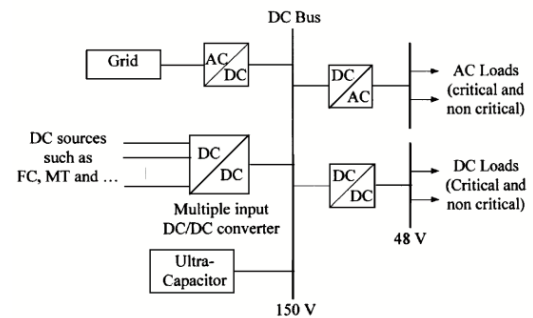 DC Bus
Grid
AC
DC
DC
AC
AC Loads
(critical and
non critical)
DC sources
such as
FC, MT and ...
DC
DC
Multiple input
DC/DC converter
DC
DC
DC Loads
(Critical and
non critical)
48 V
Ultra-
Capacitor
150 V